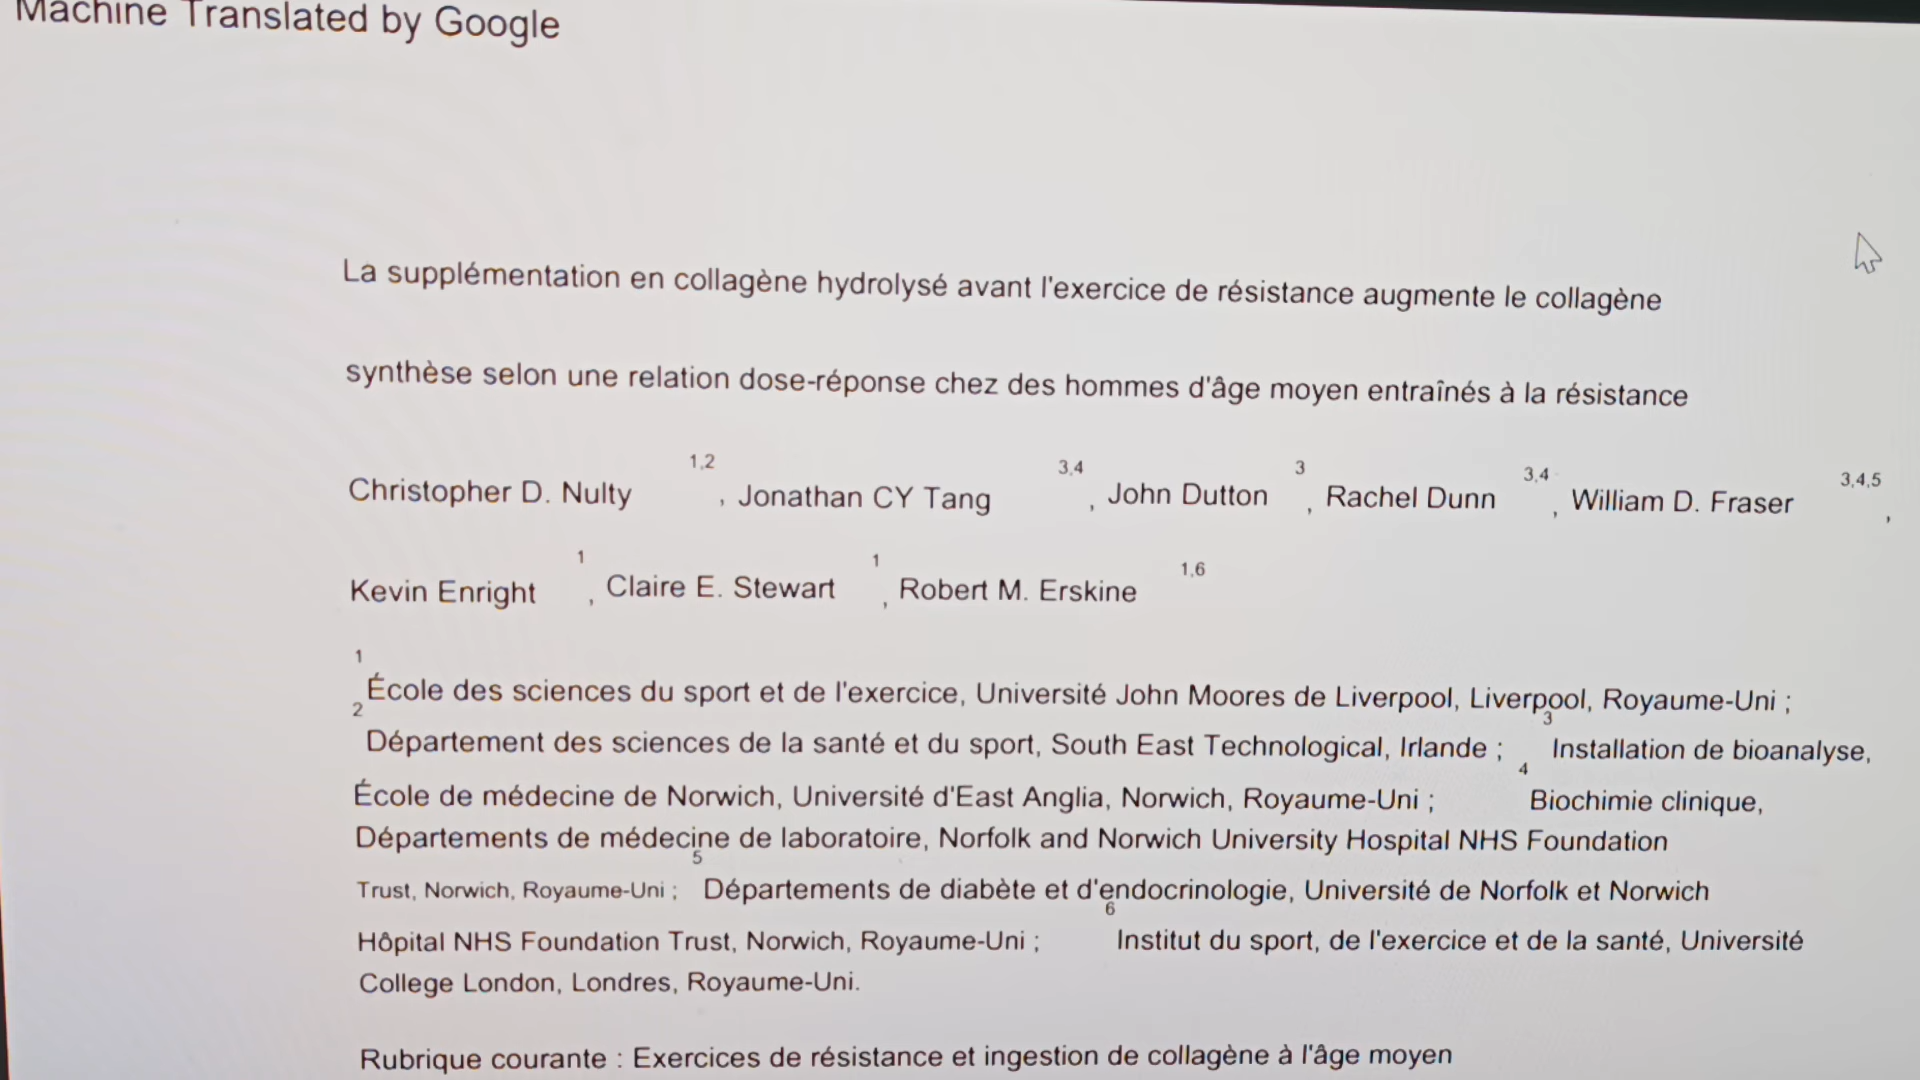 Machine Translated by Google
La supplémentation en collagène hydrolysé avant l'exercice de résistance augmente le collagène
synthèse selon une relation dose-réponse chez des hommes d'âge moyen entraînés à la résistance
Christopher D. Nulty 1,2, Jonathan CY Tang 3,4, John Dutton 3, Rachel Dunn 3,4, William D. Fraser 3,4,5,
Kevin Enright 1, Claire E. Stewart 1, Robert M. Erskine 1,6
1 École des sciences du sport et de l'exercice, Université John Moores de Liverpool, Liverpool, Royaume-Uni ;
2 Département des sciences de la santé et du sport, South East Technological, Irlande ; 3 Installation de bioanalyse,
École de médecine de Norwich, Université d'East Anglia, Norwich, Royaume-Uni ; 4 Biochimie clinique,
Départements de médecine de laboratoire, Norfolk and Norwich University Hospital NHS Foundation
Trust, Norwich, Royaume-Uni ; 5 Départements de diabète et d'endocrinologie, Université de Norfolk et Norwich
Hôpital NHS Foundation Trust, Norwich, Royaume-Uni ; 6 Institut du sport, de l'exercice et de la santé, Université
College London, Londres, Royaume-Uni.
Rubrique courante : Exercices de résistance et ingestion de collagène à l'âge moyen